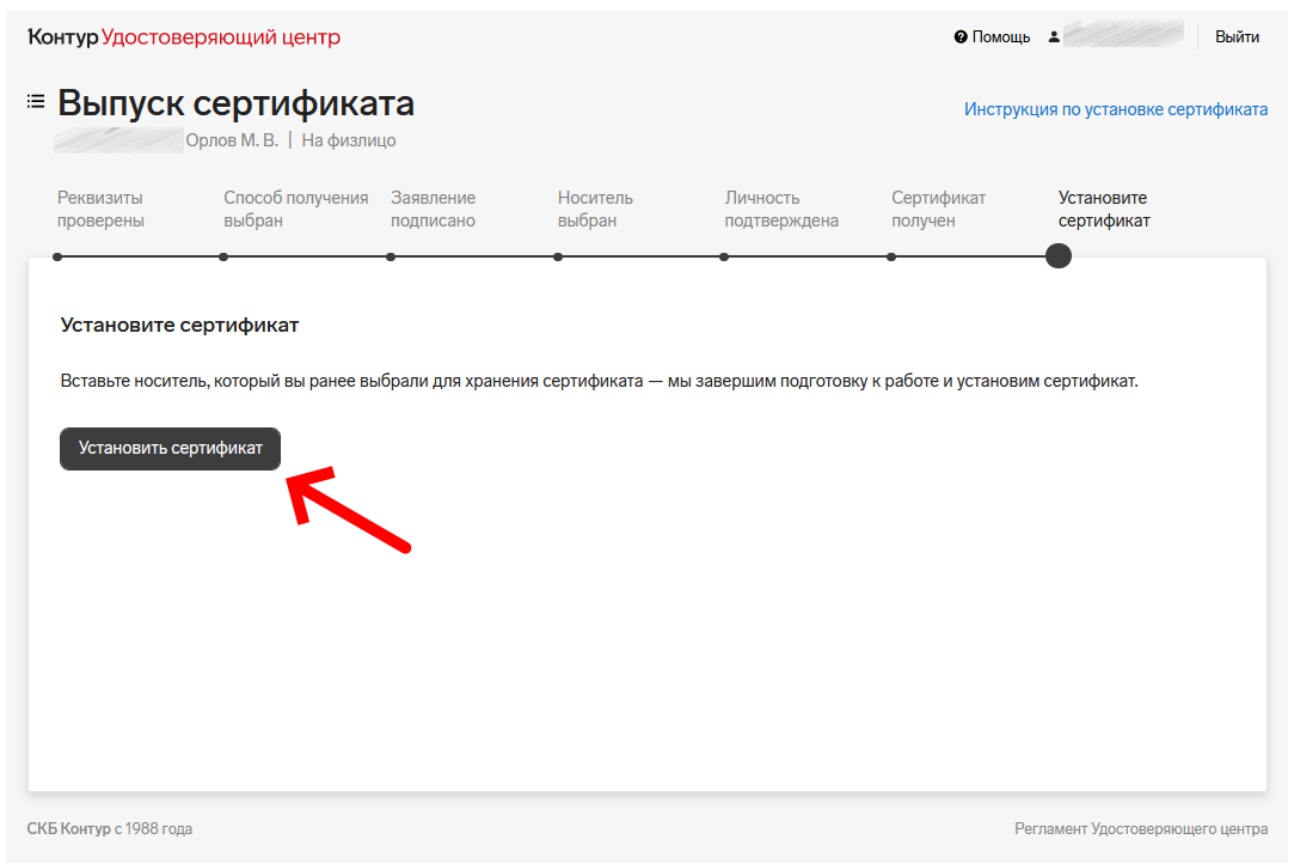 Контур Удостоверяющий центр
Помощь
Выйти
Выпуск сертификата
Инструкция по установке сертификата
Орлов М. В. | На физлицо
Реквизиты
проверены
Способ получения
выбран
Заявление
подписано
Носитель
выбран
Личность
подтверждена
Сертификат
получен
Установите
сертификат
Установите сертификат
Вставьте носитель, который вы ранее выбрали для хранения сертификата — мы завершим подготовку к работе и установим сертификат.
Установить сертификат
СКБ Контур с 1988 года
Регламент Удостоверяющего центра